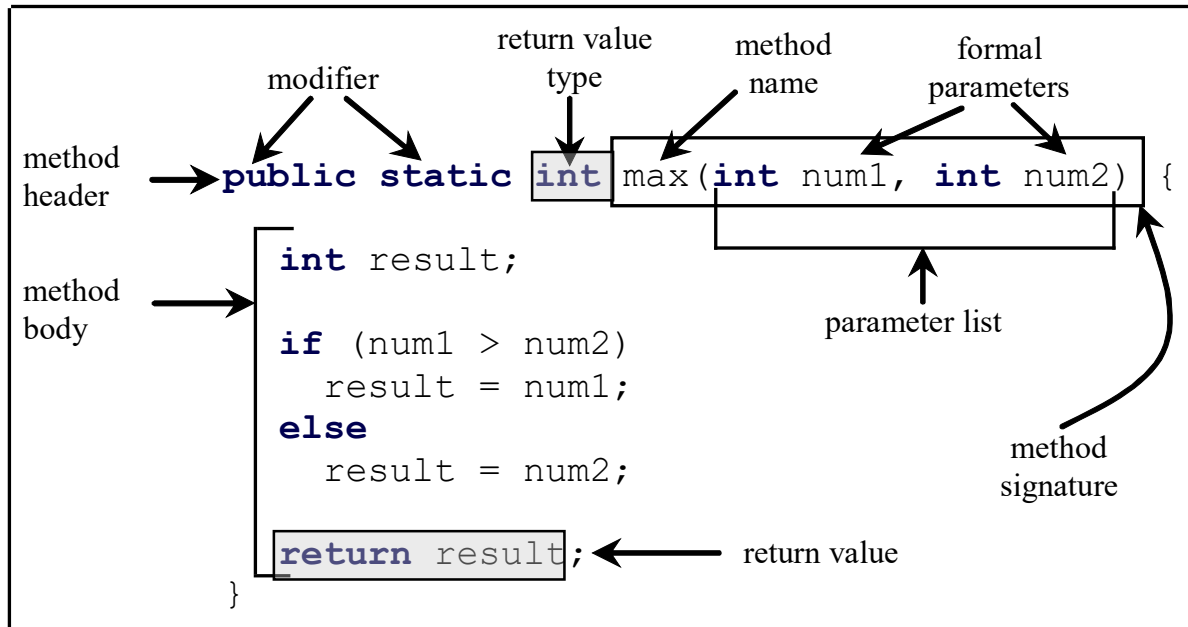 return value
type
method
name
formal
parameters
modifier
method
header
public static int max(int num1, int num2) {
int result;
method
body
parameter list
if (num1 > num2)
result = num1;
else
result = num2;
method
signature
return result;
return value
}